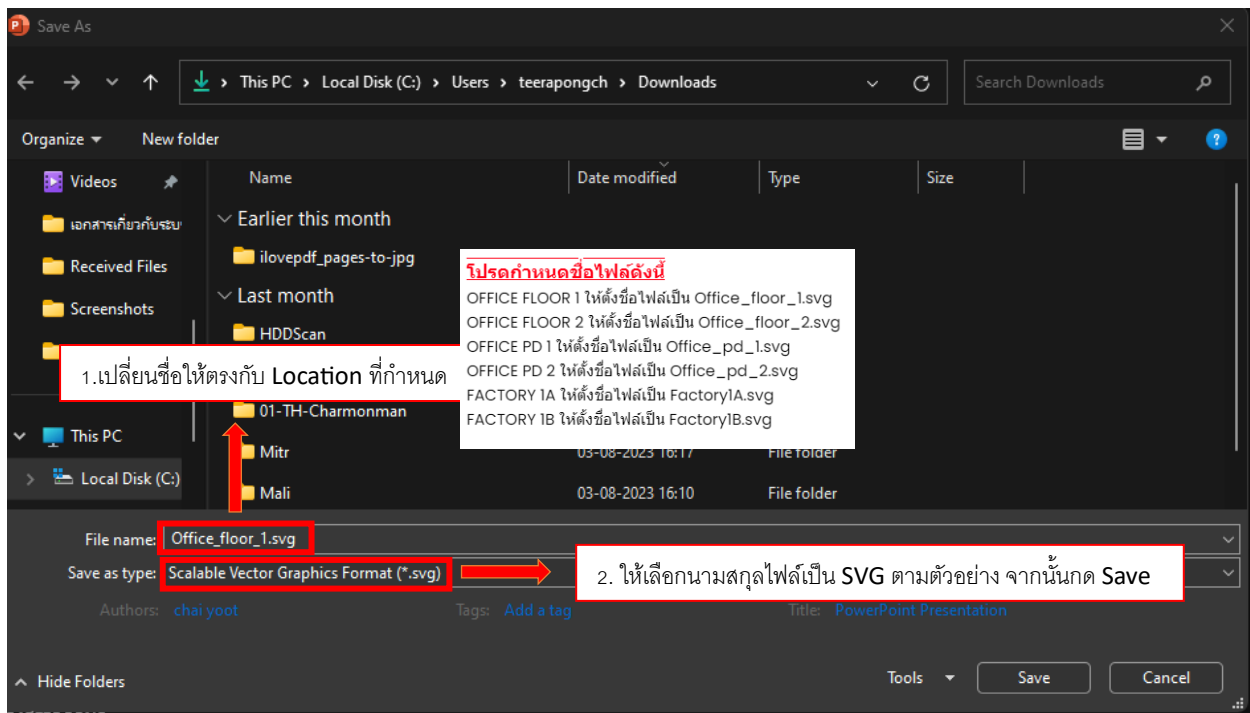 Save As
This PC > Local Disk (C:) > Users > teerapongch > Downloads
Search Downloads
Organize
New folder
Name
Date modified
Type
Size
Videos
เอกสารเกี่ยวกับระบ
Received Files
Screenshots
Earlier this month
ilovepdf_pages-to-jpg
Last month
HDDScan
โปรดกำหนดชื่อไฟล์ดังนี้
OFFICE FLOOR 1 ให้ตั้งชื่อไฟล์เป็น Office_floor_1.svg
OFFICE FLOOR 2 ให้ตั้งชื่อไฟล์เป็น Office_floor_2.svg
OFFICE PD 1 ให้ตั้งชื่อไฟล์เป็น Office_pd_1.svg
OFFICE PD 2 ให้ตั้งชื่อไฟล์เป็น Office_pd_2.svg
FACTORY 1A ให้ตั้งชื่อไฟล์เป็น Factory1A.svg
FACTORY 1B ให้ตั้งชื่อไฟล์เป็น Factory1B.svg
1.เปลี่ยนชื่อให้ตรงกับ Location ที่กำหนด
01-TH-Charmonman
This PC
Mitr 03-08-2023 16:17 File folder
Local Disk (C:)
Mali 03-08-2023 16:10 File folder
File name: Office_floor_1.svg
Save as type: Scalable Vector Graphics Format (*.svg)
2. ให้เลือกนามสกุลไฟล์เป็น SVG ตามตัวอย่าง จากนั้นกด Save
Authors: chai yoot
Tags: Add a tag
Title: PowerPoint Presentation
Hide Folders
Tools
Save
Cancel